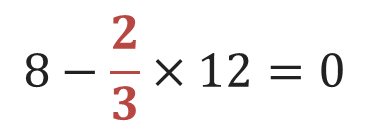 8 − 2/3 × 12 = 0